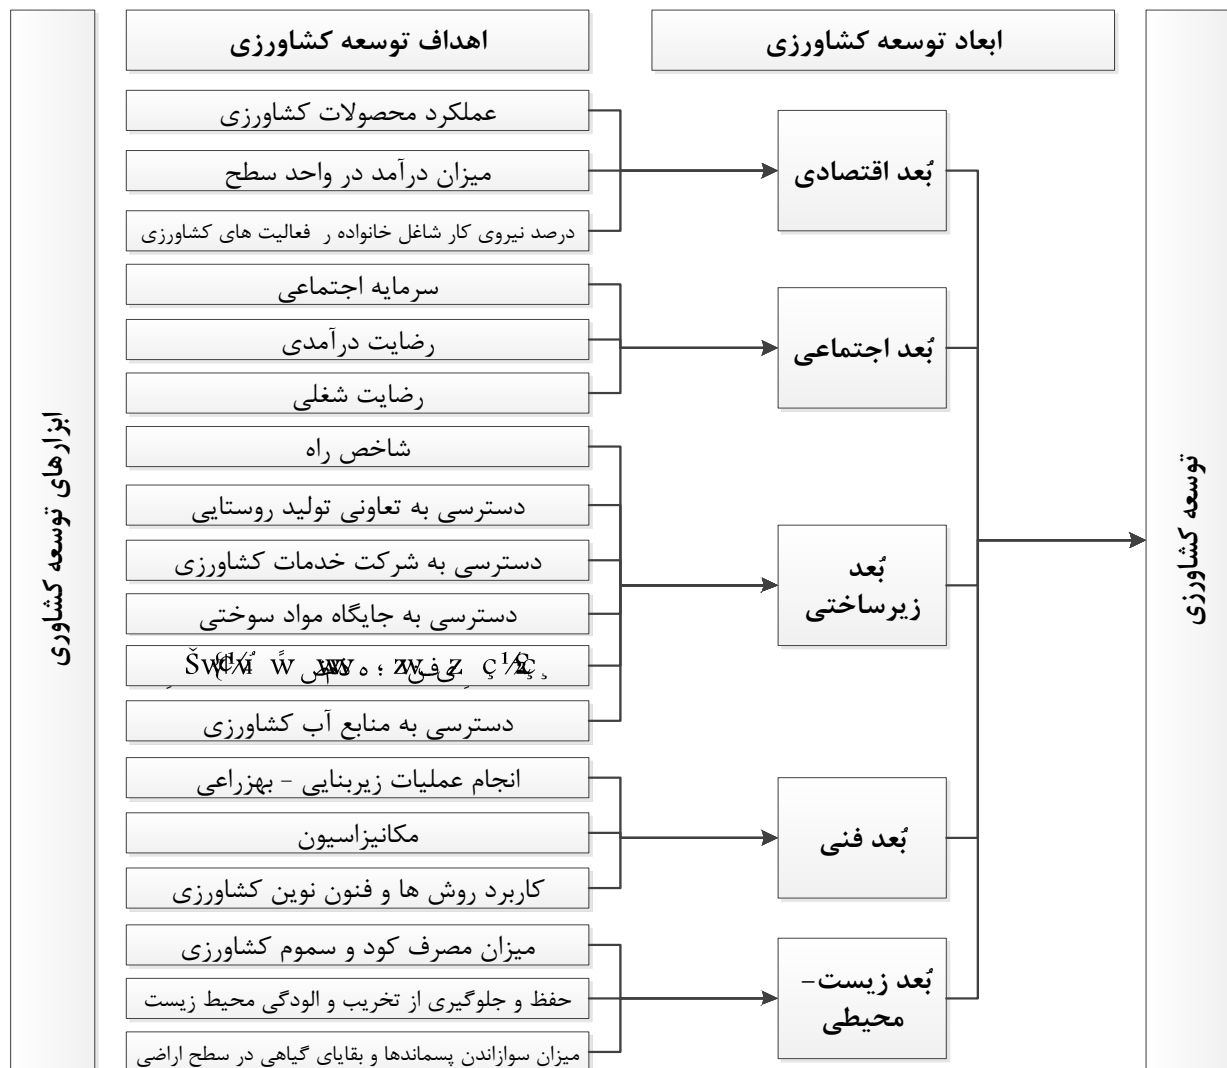 توسعه کشاورزی
ابعاد توسعه کشاورزی
بُعد اقتصادی
بُعد اجتماعی
بُعد
زیرساختی
بُعد فنی
بُعد زیست-
محیطی
اهداف توسعه کشاورزی
عملکرد محصولات کشاورزی
میزان درآمد در واحد سطح
درصد نیروی کار شاغل خانواده ر فعالیت های کشاورزی
سرمایه اجتماعی
رضایت درآمدی
رضایت شغلی
شاخص راه
دسترسی به تعاونی تولید روستایی
دسترسی به شرکت خدمات کشاورزی
دسترسی به جایگاه مواد سوختی
دسترسی به منابع آب کشاورزی
انجام عملیات زیربنایی - بهزراعی
مکانیزاسیون
کاربرد روش ها و فنون نوین کشاورزی
میزان مصرف کود و سموم کشاورزی
حفظ و جلوگیری از تخریب و الودگی محیط زیست
میزان سوازاندن پسماندها و بقایای گیاهی در سطح اراضی
ابزارهای توسعه کشاوری